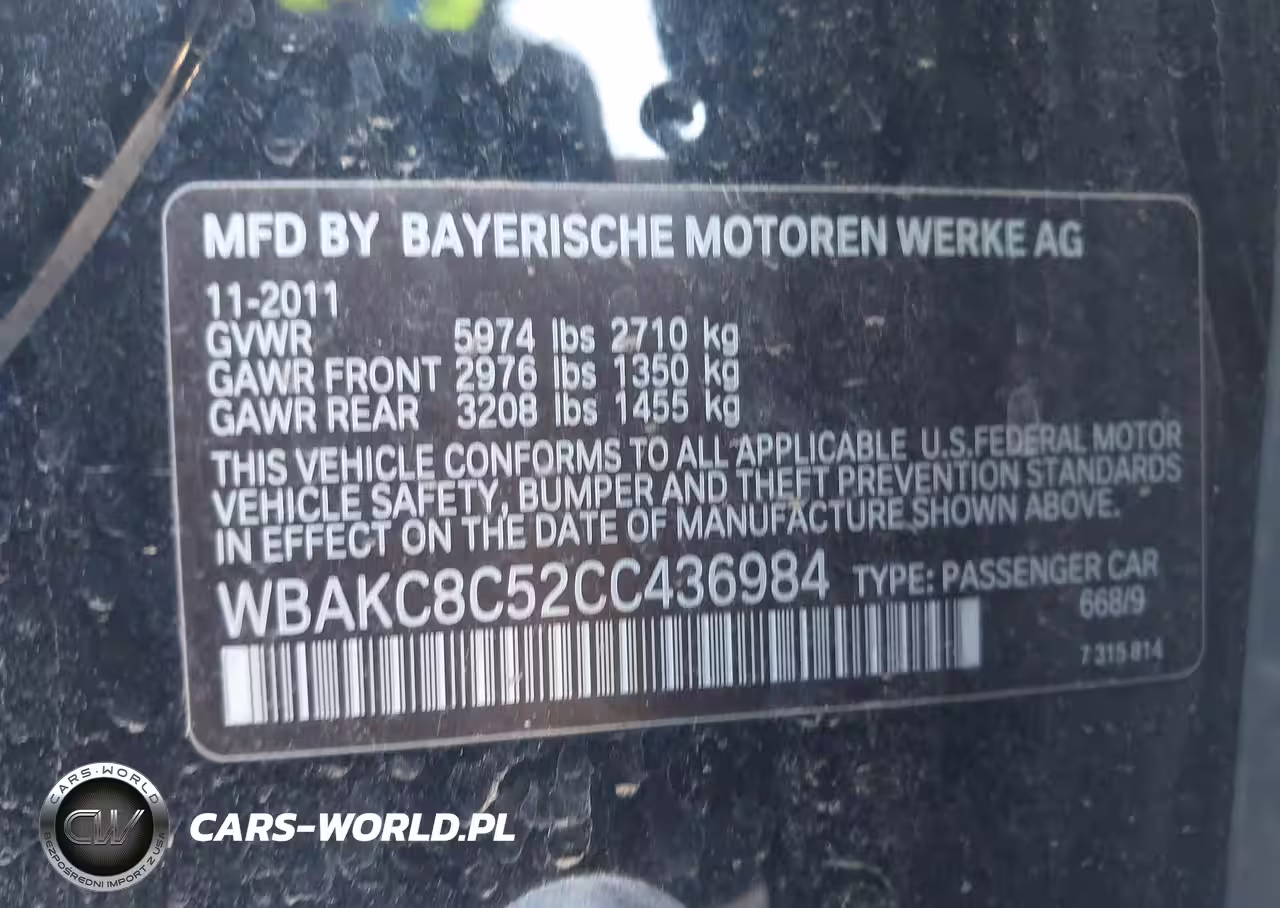 MFD BY BAYERISCHE MOTOREN WERKE AG
11-2011
GVWR 5974 lbs 2710 kg
GAWR FRONT 2976 lbs 1350 kg
GAWR REAR 3208 lbs 1455 kg
THIS VEHICLE CONFORMS TO ALL APPLICABLE U.S.FEDERAL MOTOR
VEHICLE SAFETY, BUMPER AND THEFT PREVENTION STANDARDS
IN EFFECT ON THE DATE OF MANUFACTURE SHOWN ABOVE.
WBAKC8C52CC436984 TYPE: PASSENGER CAR
668/9
7 315 814
CARS-WORLD
CW
BEZPOŚREDNI IMPORT Z USA
CARS-WORLD.PL